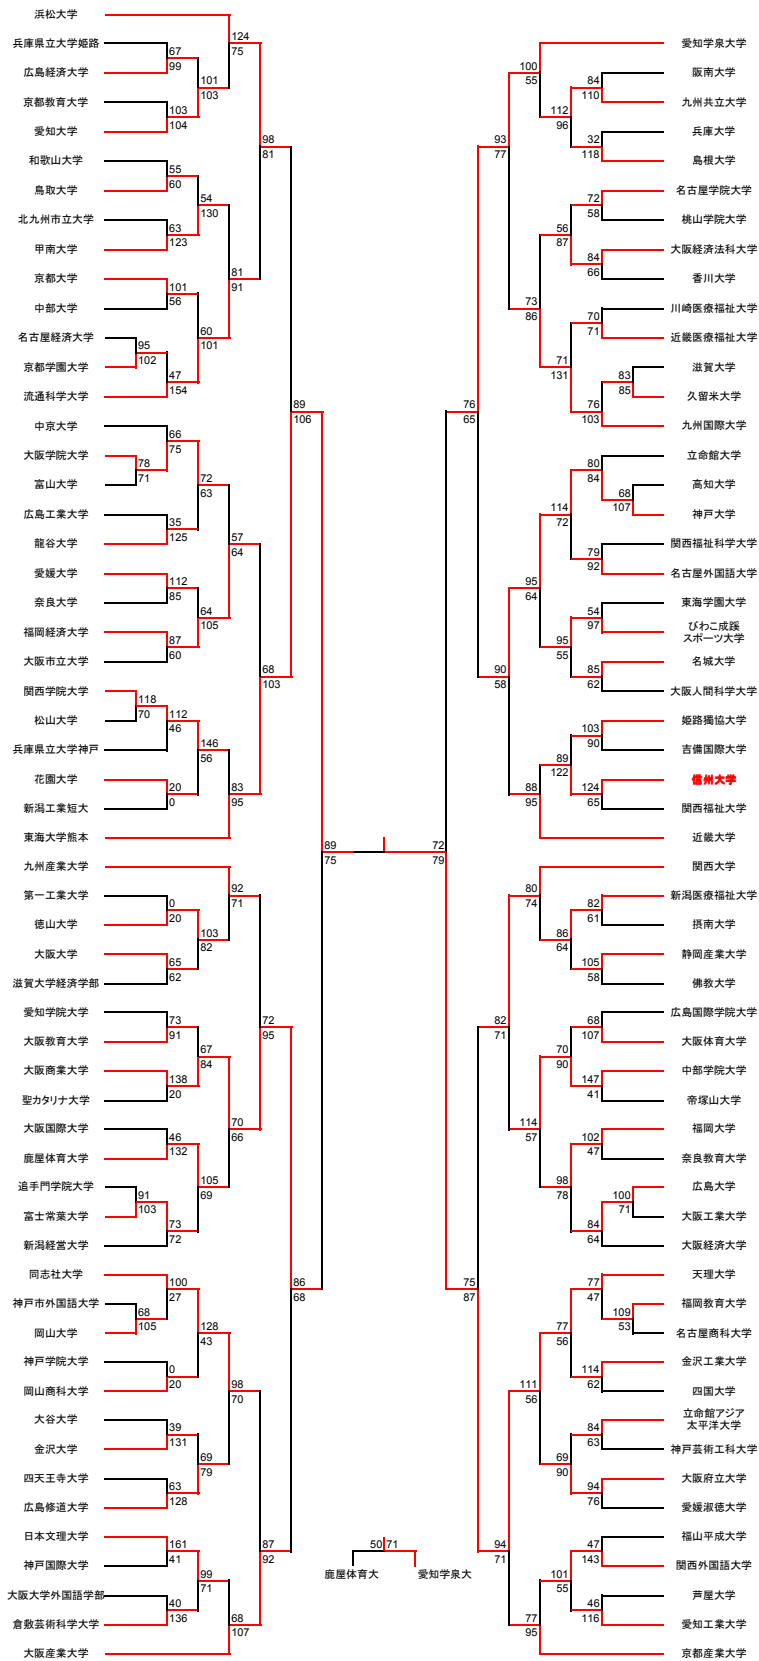 浜松大学
124
75
兵庫県立大学姫路
67
99
広島経済大学
101
103
京都教育大学
103
104
愛知大学
98
81
和歌山大学
55
60
鳥取大学
54
130
北九州市立大学
63
123
甲南大学
81
91
京都大学
101
56
中部大学
60
101
名古屋経済大学
95
102
京都学園大学
47
154
流通科学大学
89
106
中京大学
66
75
大阪学院大学
78
71
富山大学
72
63
広島工業大学
35
125
龍谷大学
57
64
愛媛大学
112
85
奈良大学
64
105
福岡経済大学
87
60
大阪市立大学
68
103
関西学院大学
118
70
松山大学
112
46
兵庫県立大学神戸
146
56
花園大学
20
0
新潟工業短大
83
95
東海大学熊本
89
75
九州産業大学
92
71
第一工業大学
0
20
徳山大学
103
82
大阪大学
65
62
滋賀大学経済学部
72
95
愛知学院大学
73
91
大阪教育大学
67
84
大阪商業大学
138
20
聖カタリナ大学
70
66
大阪国際大学
46
132
鹿屋体育大学
105
69
追手門学院大学
91
103
富士常葉大学
73
72
新潟経営大学
86
68
同志社大学
100
27
神戸市外国語大学
68
105
岡山大学
128
43
神戸学院大学
0
20
岡山商科大学
98
70
大谷大学
39
131
金沢大学
69
79
四天王寺大学
63
128
広島修道大学
87
92
日本文理大学
161
41
神戸国際大学
99
71
大阪大学外国語学部
40
136
倉敷芸術科学大学
68
107
大阪産業大学
50
71
鹿屋体育大
愛知学泉大
愛知学泉大学
100
55
阪南大学
84
110
九州共立大学
112
96
兵庫大学
32
118
島根大学
93
77
名古屋学院大学
72
58
桃山学院大学
56
87
大阪経済法科大学
84
66
香川大学
73
86
川崎医療福祉大学
70
71
近畿医療福祉大学
71
131
滋賀大学
83
85
久留米大学
76
103
九州国際大学
76
65
立命館大学
80
84
高知大学
68
107
神戸大学
114
72
関西福祉科学大学
79
92
名古屋外国語大学
95
64
東海学園大学
54
97
びわこ成蹊
スポーツ大学
95
55
名城大学
85
62
大阪人間科学大学
90
58
姫路獨協大学
103
90
吉備国際大学
89
122
信州大学
124
65
関西福祉大学
88
95
近畿大学
72
79
関西大学
80
74
新潟医療福祉大学
82
61
摂南大学
86
64
静岡産業大学
105
58
佛教大学
82
71
広島国際学院大学
68
107
大阪体育大学
70
90
中部学院大学
147
41
帝塚山大学
114
57
福岡大学
102
47
奈良教育大学
98
78
広島大学
100
71
大阪工業大学
84
64
大阪経済大学
75
87
天理大学
77
47
福岡教育大学
109
53
名古屋商科大学
77
56
金沢工業大学
114
62
四国大学
111
56
立命館アジア
太平洋大学
84
63
神戸芸術工科大学
69
90
大阪府立大学
94
76
愛媛淑徳大学
94
71
福山平成大学
47
143
関西外国語大学
101
55
芦屋大学
46
116
愛知工業大学
77
95
京都産業大学